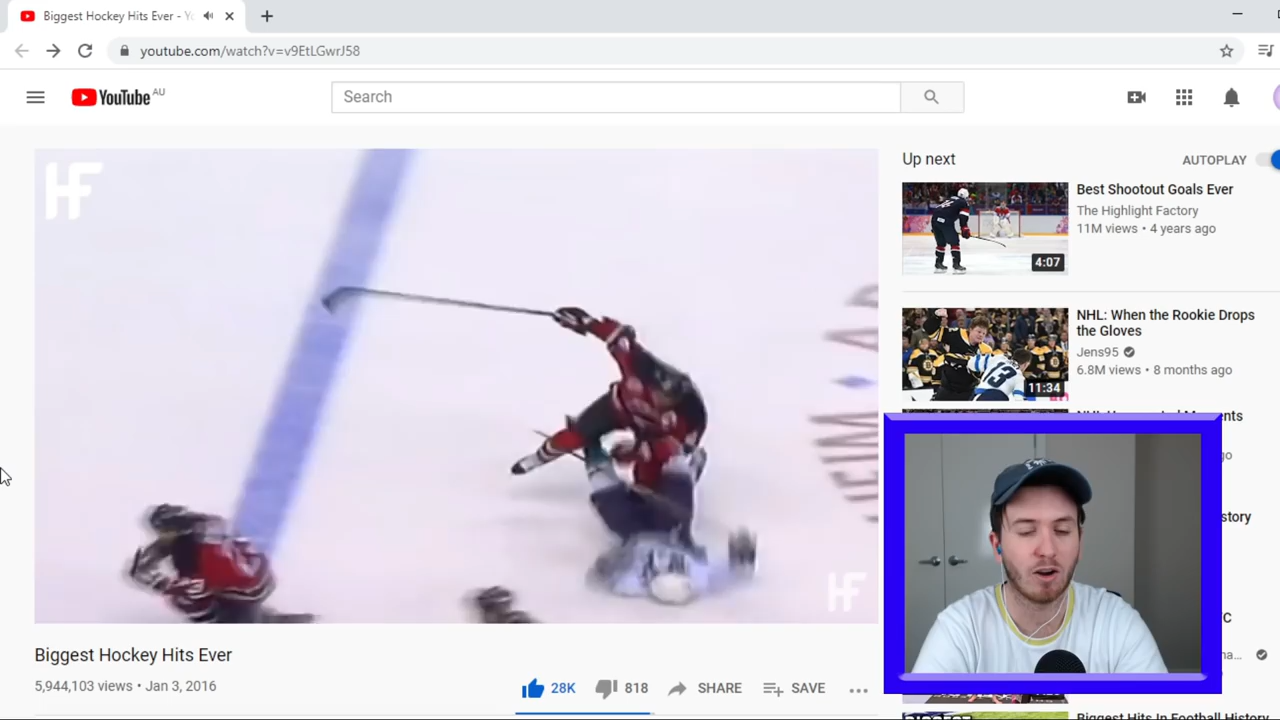 Biggest Hockey Hits Ever - Yo
youtube.com/watch?v=v9EtLGwrJ58
YouTube AU
Search
HF
HF
Biggest Hockey Hits Ever
5,944,103 views • Jan 3, 2016
28K
818
SHARE
SAVE
Up next
AUTOPLAY
Best Shootout Goals Ever
The Highlight Factory
11M views • 4 years ago
4:07
NHL: When the Rookie Drops
the Gloves
Jens95
6.8M views • 8 months ago
11:34
13
Biggest Hits In Football History